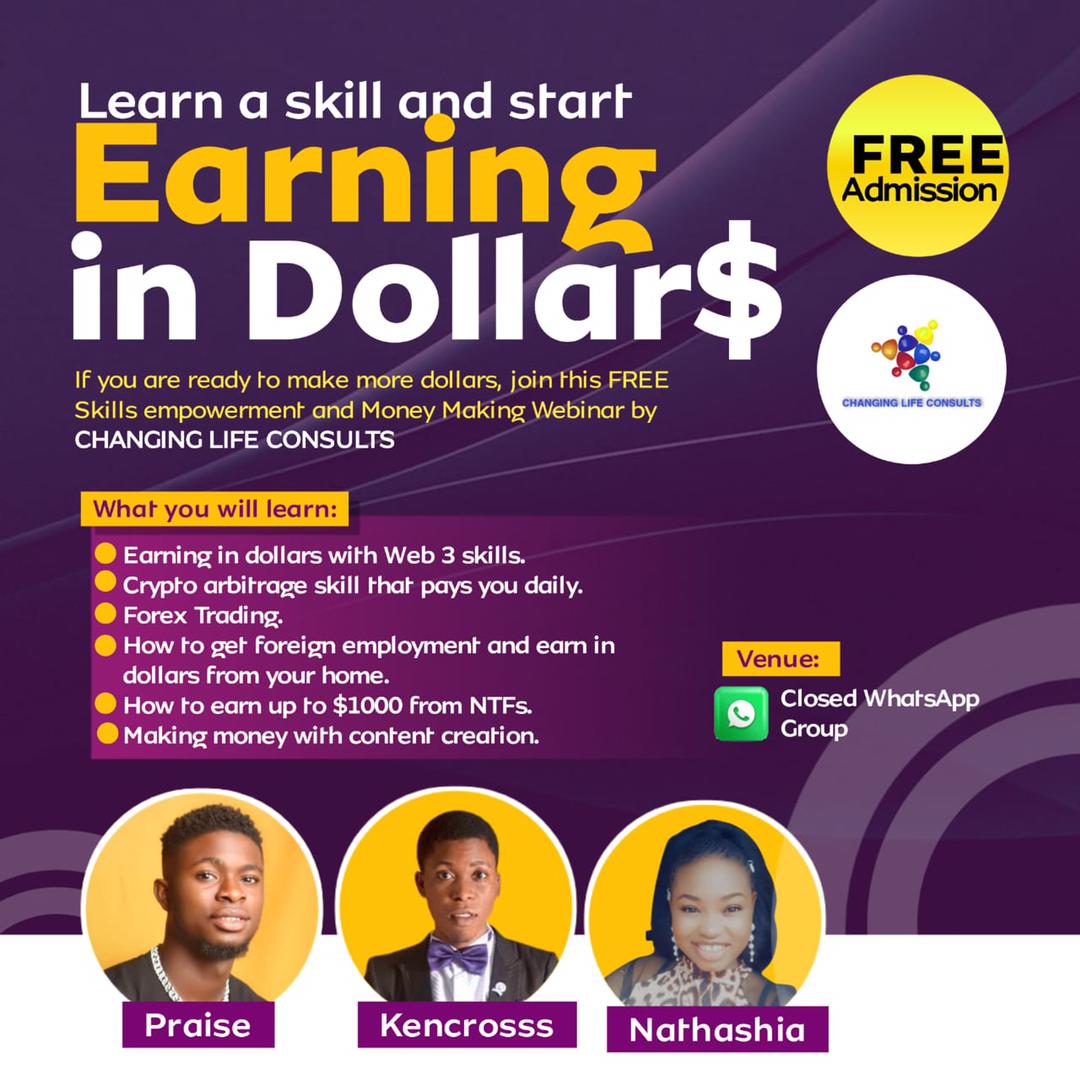 Learn a skill and start
Earning
in Dollar$
FREE
Admission
CHANGING LIFE CONSULTS
If you are ready to make more dollars, join this FREE
Skills empowerment and Money Making Webinar by
CHANGING LIFE CONSULTS
What you will learn:
Earning in dollars with Web 3 skills.
Crypto arbitrage skill that pays you daily.
Forex Trading.
How to get foreign employment and earn in
dollars from your home.
How to earn up to $1000 from NTFs.
Making money with content creation.
Venue:
Closed WhatsApp
Group
Praise
Kencrosss
Nathashia